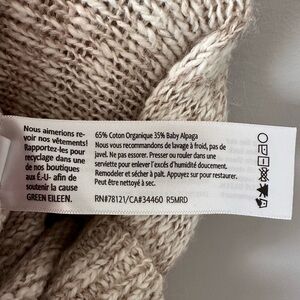 Nous aimerions re-
voir nos vêtements!
Rapportez-les pour
recyclage dans une
de nos boutiques
aux É.-U- afin de
soutenir la cause
GREEN EILEEN.
65% Coton Organique 35% Baby Alpaga
Nous vous recommandons de lavage à froid, pas de
javel. Ne pas essorer. Presser ou rouler dans une
serviette pour enlever l'excés d'humidité doucement.
Remodeler et sécher à palt. Appuyez sur pour restaurer.
Peut être nettoyé à sec.
RN#78121/CA#34460 R5MRD